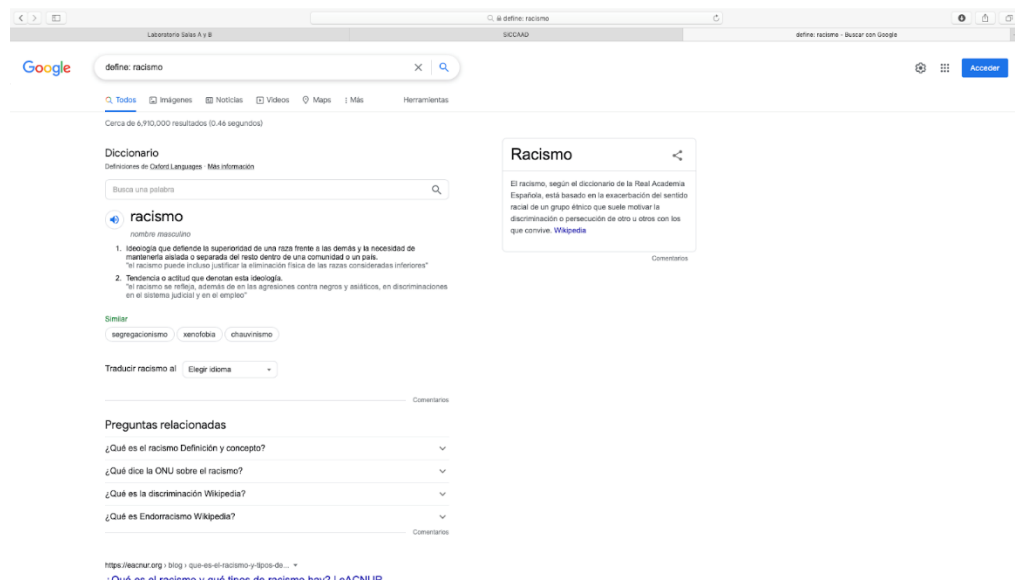 define: racismo
Laboratorio Salas A y B
SICCAAD
define: racismo - Buscar con Google
Google
define: racismo
Acceder
Todos Imágenes Noticias Videos Maps Más Herramientas
Cerca de 6,910,000 resultados (0.46 segundos)
Diccionario
Definiciones de Oxford Languages · Más información
Busca una palabra
racismo
nombre masculino
1. Ideología que defiende la superioridad de una raza frente a las demás y la necesidad de
mantenerla aislada o separada del resto dentro de una comunidad o un país.
"el racismo puede incluso justificar la eliminación física de las razas consideradas inferiores"
2. Tendencia o actitud que denotan esta ideología.
"el racismo se refleja, además de en las agresiones contra negros y asiáticos, en discriminaciones
en el sistema judicial y en el empleo"
Similar
segregacionismo xenofobia chauvinismo
Traducir racismo al Elegir idioma
Comentarios
Preguntas relacionadas
¿Qué es el racismo Definición y concepto?
¿Qué dice la ONU sobre el racismo?
¿Qué es la discriminación Wikipedia?
¿Qué es Endorracismo Wikipedia?
Comentarios
https://eacnur.org › blog › que-es-el-racismo-y-tipos-de...
¿Qué es el racismo y qué tipos de racismo hay? | eACNUR
Racismo
El racismo, según el diccionario de la Real Academia
Española, está basado en la exacerbación del sentido
racial de un grupo étnico que suele motivar la
discriminación o persecución de otro u otros con los
que convive. Wikipedia
Comentarios